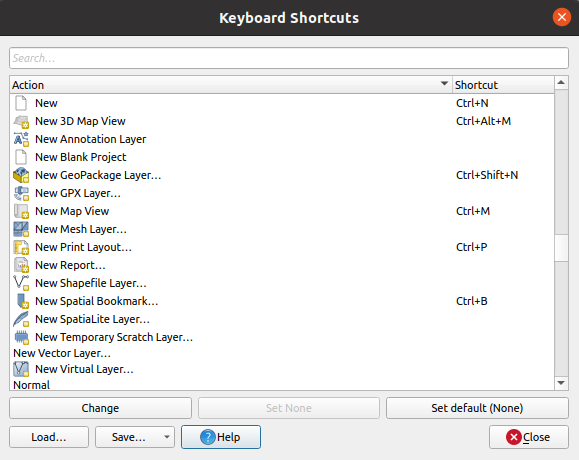 Keyboard Shortcuts
Search...
Action Shortcut
New Ctrl+N
New 3D Map View Ctrl+Alt+M
New Annotation Layer
New Blank Project
New GeoPackage Layer... Ctrl+Shift+N
New GPX Layer...
New Map View Ctrl+M
New Mesh Layer...
New Print Layout... Ctrl+P
New Report...
New Shapefile Layer...
New Spatial Bookmark... Ctrl+B
New SpatiaLite Layer...
New Temporary Scratch Layer...
New Vector Layer...
New Virtual Layer...
Normal
Change Set None Set default (None)
Load... Save... Help Close